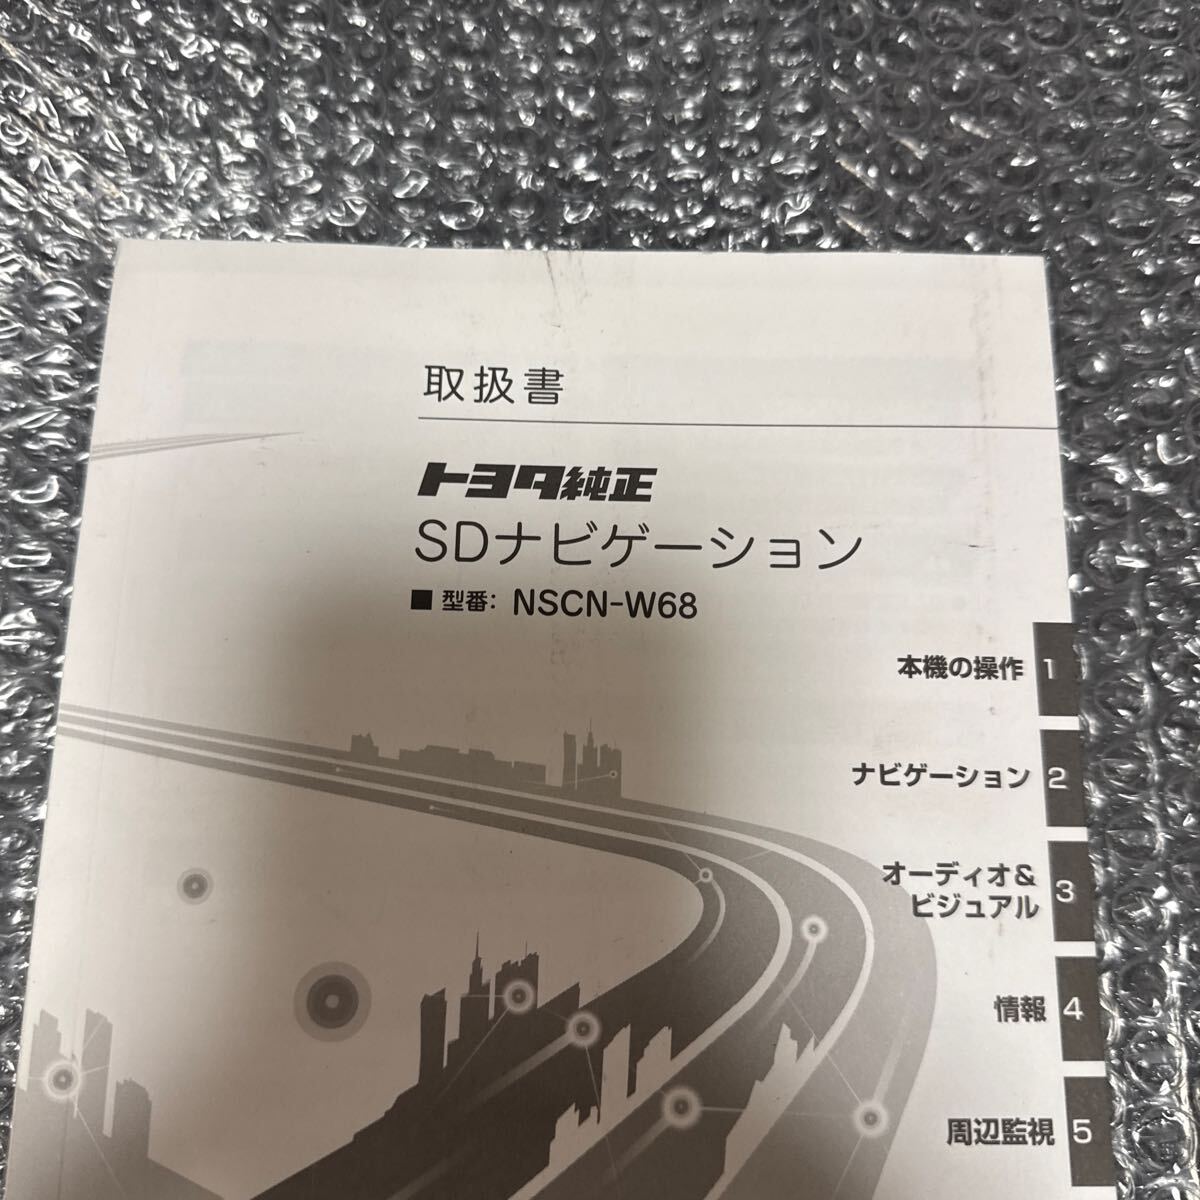 取扱書
トヨタ純正
SDナビゲーション
■ 型番: NSCN-W68
本機の操作 1
ナビゲーション 2
オーディオ&
ビジュアル 3
情報 4
周辺監視 5